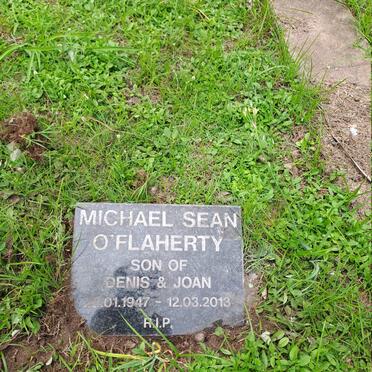 MICHAEL SEAN
O'FLAHERTY
SON OF
DENIS & JOAN
.01.1947 - 12.03.2013
R.I.P.